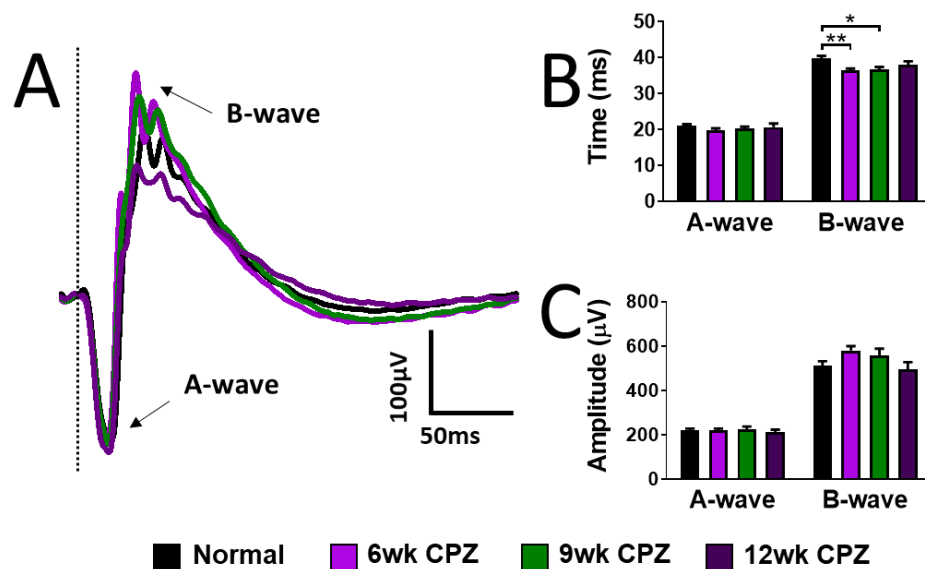 A
B-wave
A-wave
100µV
50ms
B
Time (ms)
50
40
30
20
10
0
*
**
A-wave
B-wave
C
Amplitude (µV)
800
600
400
200
0
A-wave
B-wave
Normal
6wk CPZ
9wk CPZ
12wk CPZ